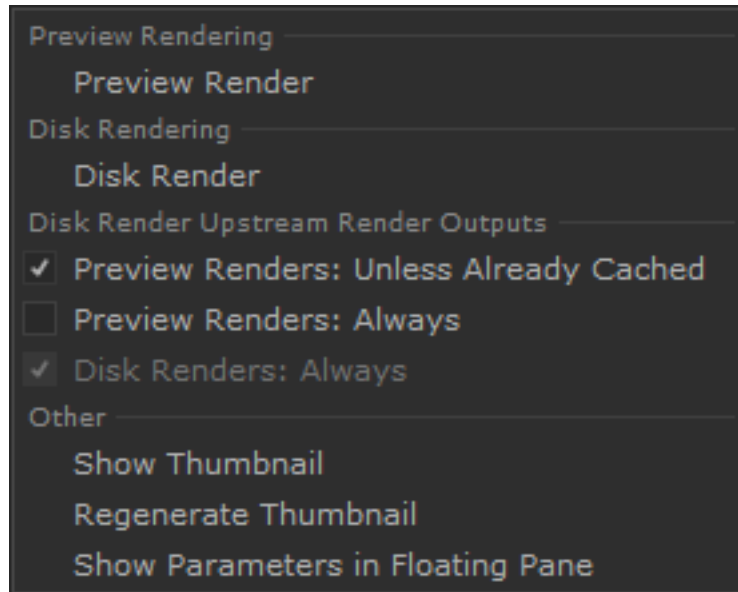 Preview Rendering
Preview Render
Disk Rendering
Disk Render
Disk Render Upstream Render Outputs
Preview Renders: Unless Already Cached
Preview Renders: Always
Disk Renders: Always
Other
Show Thumbnail
Regenerate Thumbnail
Show Parameters in Floating Pane